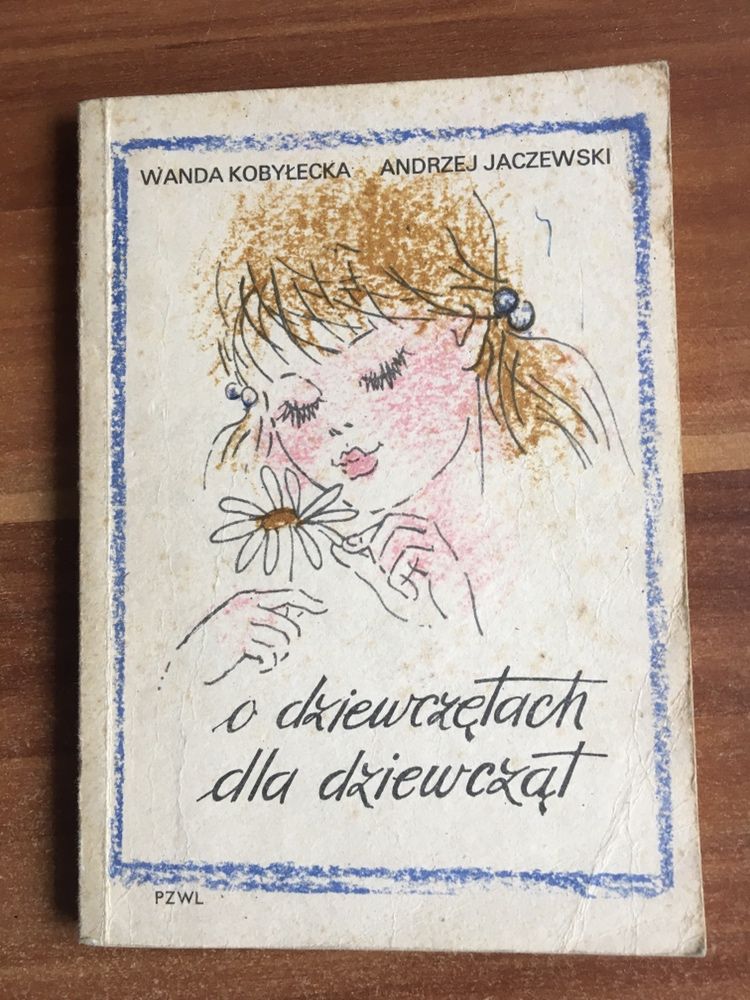 WANDA KOBYŁECKA ANDRZEJ JACZEWSKI
o dziewczętach
dla dziewcząt
PZWL